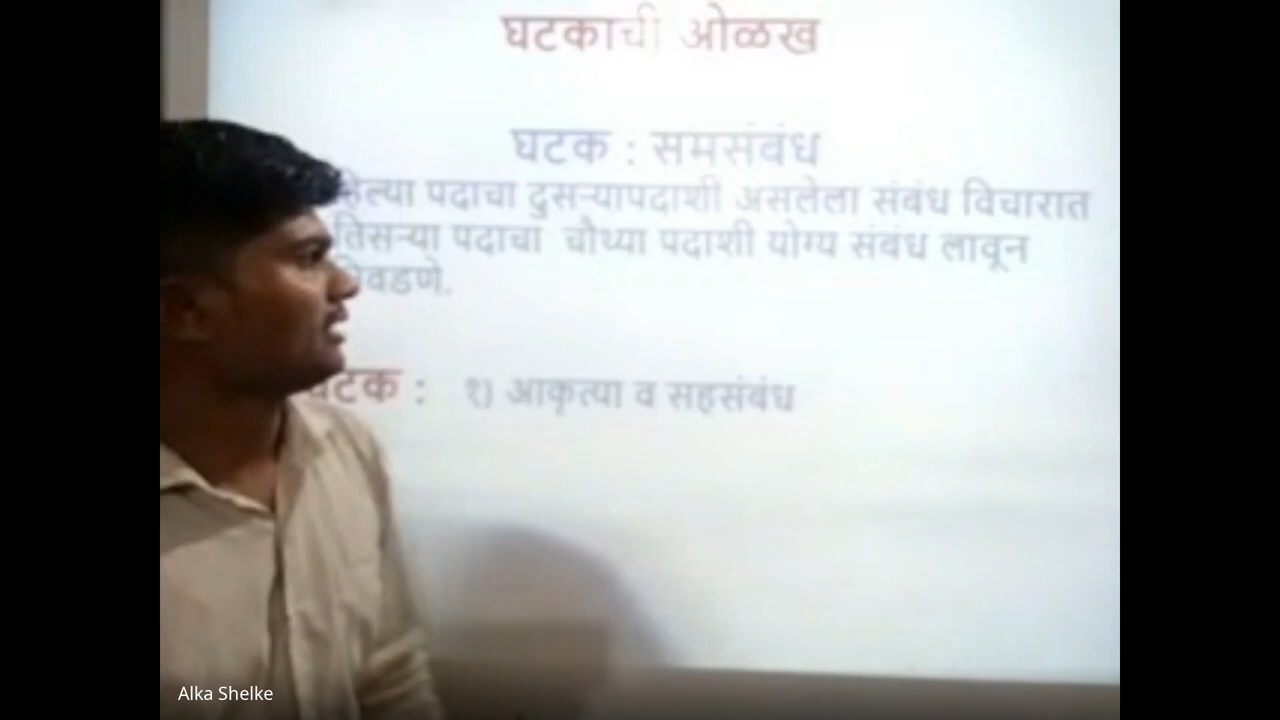 घटकाची ओळख
घटक : समसंबंध
पदाचा दुसऱ्यापदाशी असलेला संबंध विचारात
तिसऱ्या पदाचा चौथ्या पदाशी योग्य संबंध लावून
१) आकृत्या व सहसंबंध
Alka Shelke